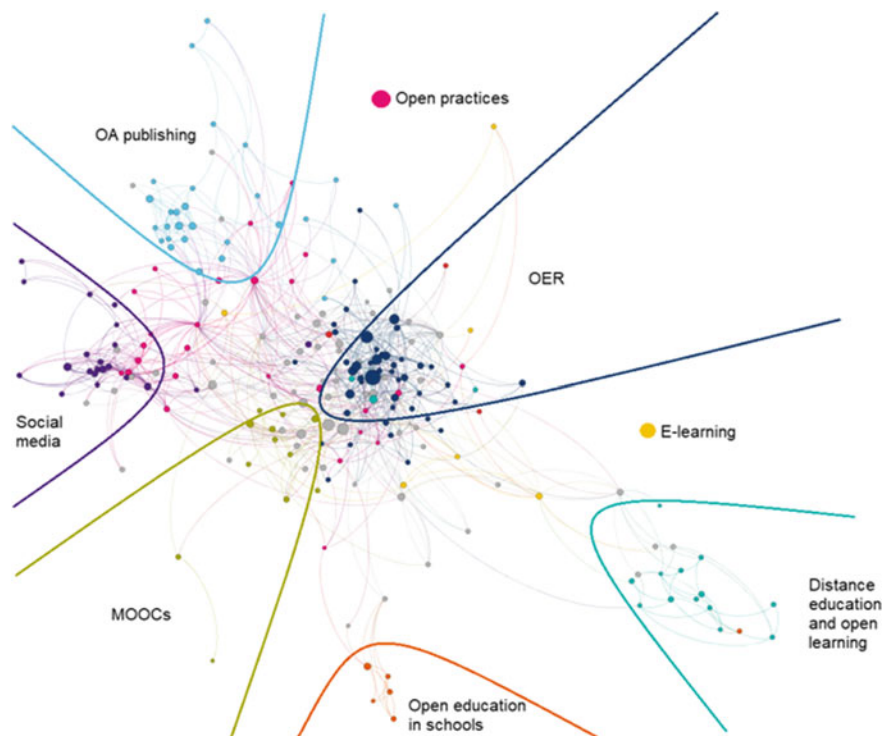 Open practices
OA publishing
OER
Social
media
E-learning
MOOCs
Distance
education
and open
learning
Open education
in schools